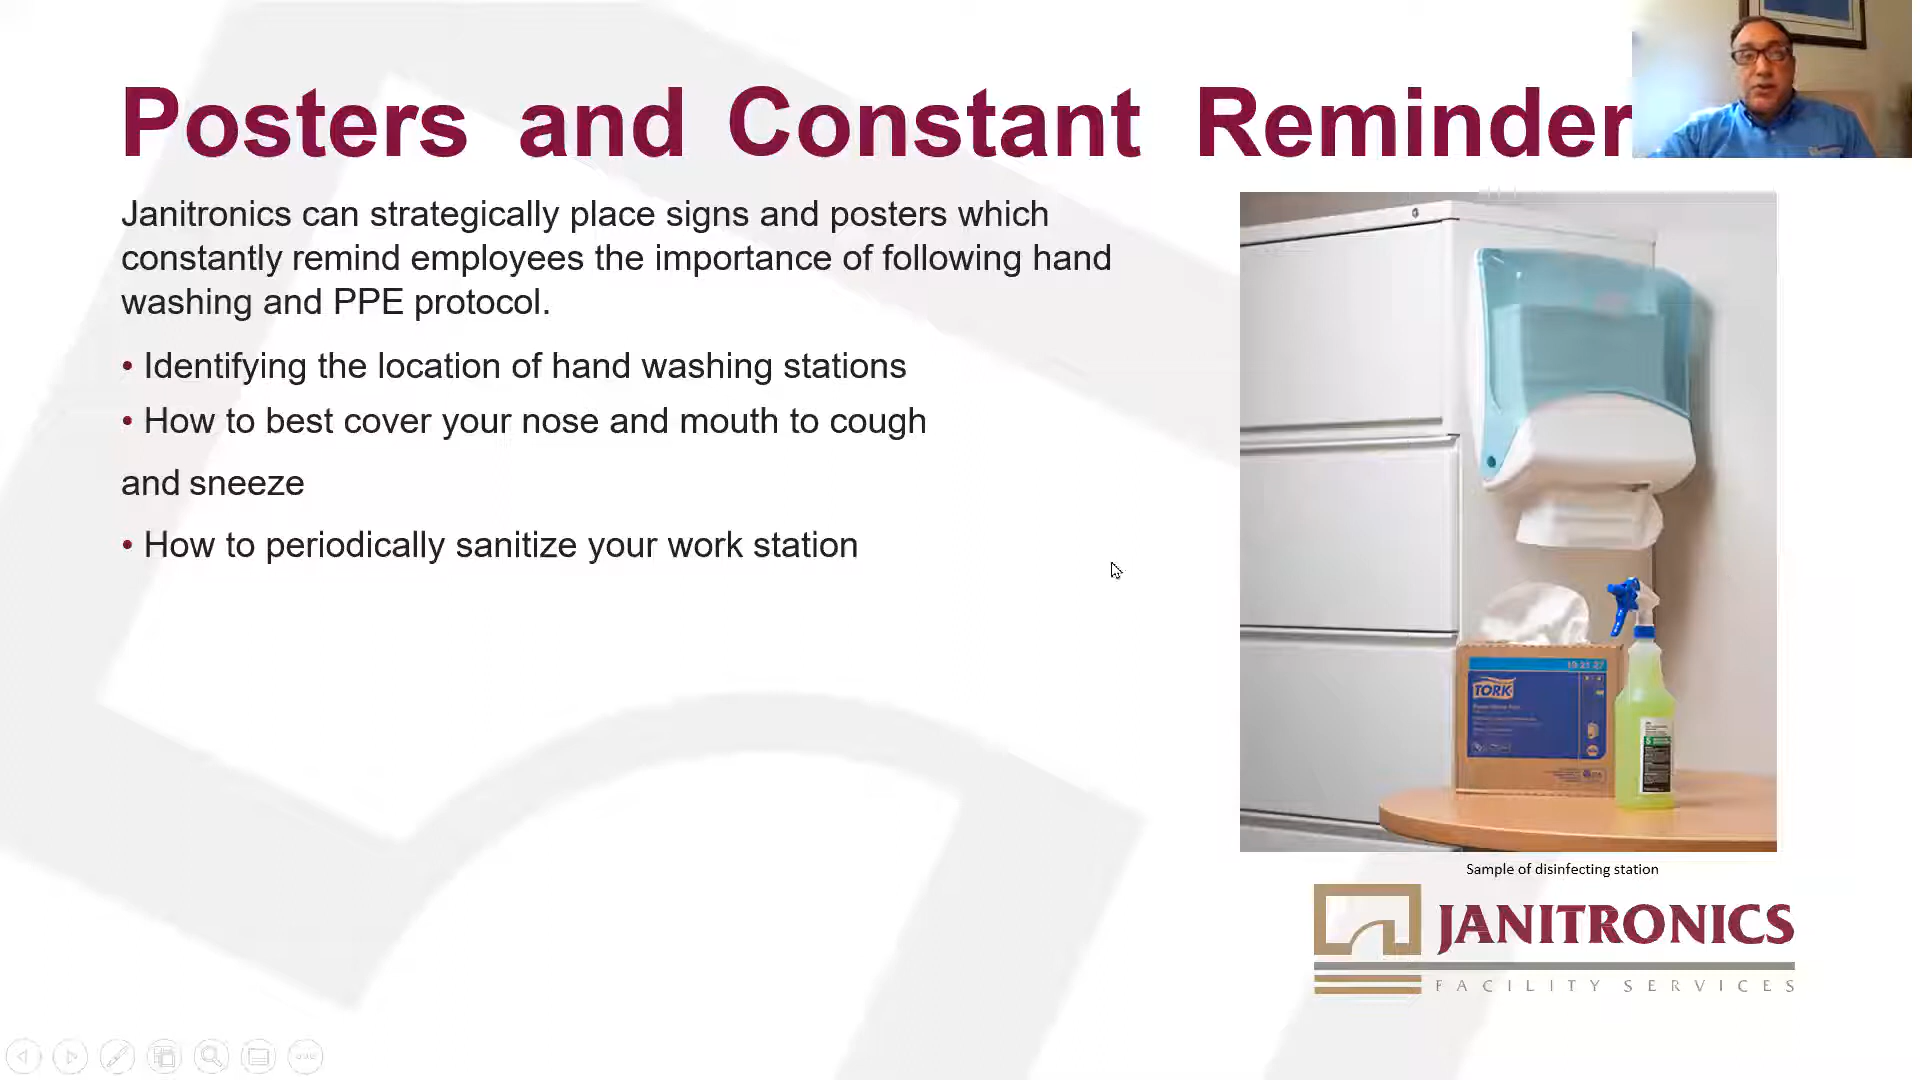 Posters and Constant Reminder
Janitronics can strategically place signs and posters which
constantly remind employees the importance of following hand
washing and PPE protocol.
• Identifying the location of hand washing stations
• How to best cover your nose and mouth to cough
and sneeze
• How to periodically sanitize your work station
TORK
Sample of disinfecting station
JANITRONICS
FACILITY SERVICES